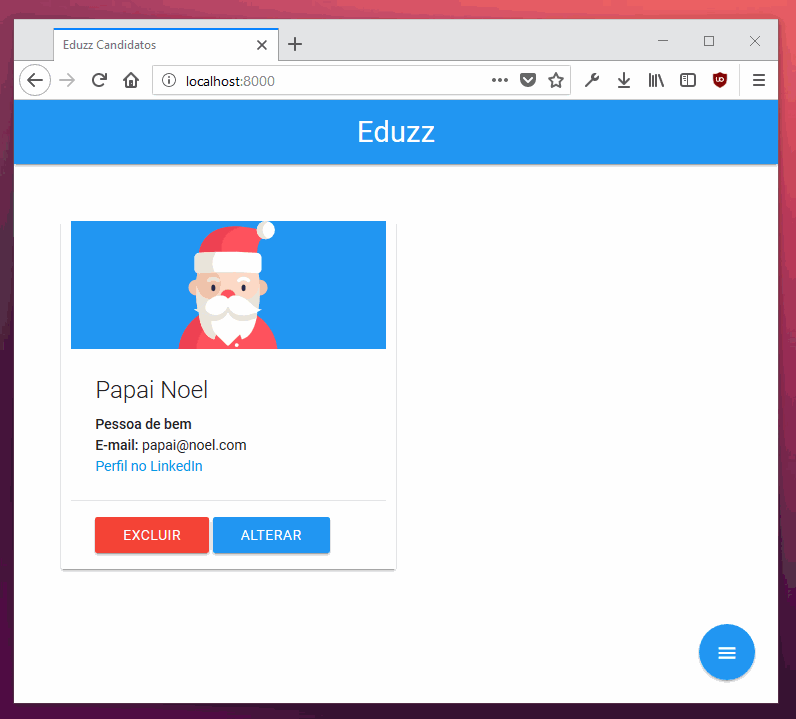 Eduzz Candidatos
localhost:8000
Eduzz
Papai Noel
Pessoa de bem
E-mail: papai@noel.com
Perfil no LinkedIn
EXCLUIR ALTERAR